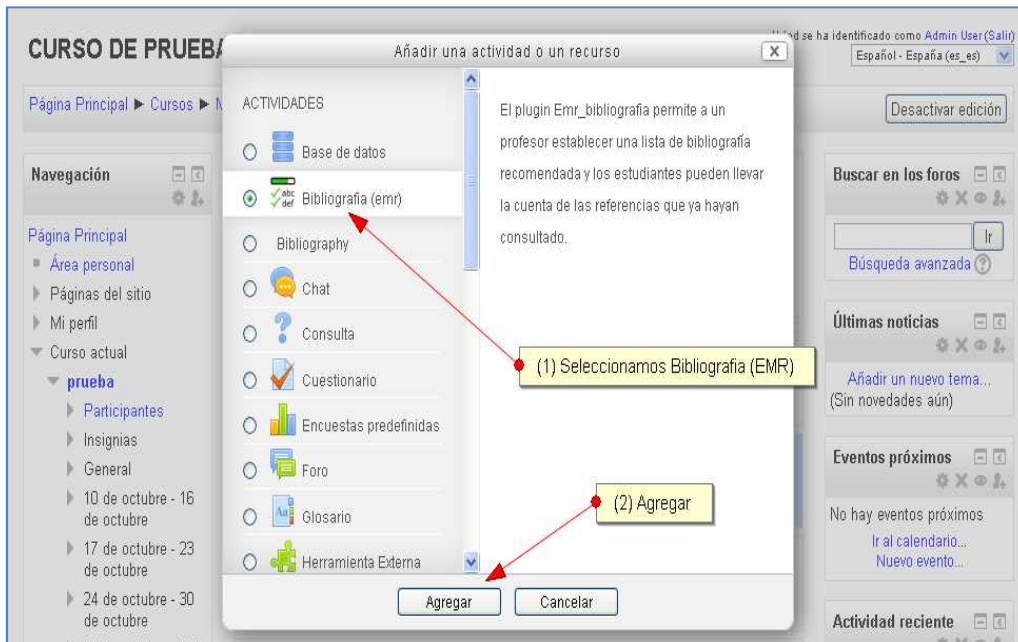 CURSO DE PRUEBA
se ha identificado como Admin User (Salir)
Español - España (es_es)
Página Principal ► Cursos ►
Desactivar edición
Navegación
Página Principal
Área personal
Páginas del sitio
Mi perfil
Curso actual
prueba
Participantes
Insignias
General
10 de octubre - 16
de octubre
17 de octubre - 23
de octubre
24 de octubre - 30
de octubre
Añadir una actividad o un recurso
X
ACTIVIDADES
Base de datos
abc
def
Bibliografia (emr)
Bibliography
Chat
Consulta
Cuestionario
Encuestas predefinidas
Foro
Glosario
Herramienta Externa
El plugin Emr_bibliografia permite a un
profesor establecer una lista de bibliografía
recomendada y los estudiantes pueden llevar
la cuenta de las referencias que ya hayan
consultado.
(1) Seleccionamos Bibliografia (EMR)
(2) Agregar
Agregar
Cancelar
Buscar en los foros
Ir
Búsqueda avanzada
Últimas noticias
Añadir un nuevo tema...
(Sin novedades aún)
Eventos próximos
No hay eventos próximos
Ir al calendario...
Nuevo evento...
Actividad reciente